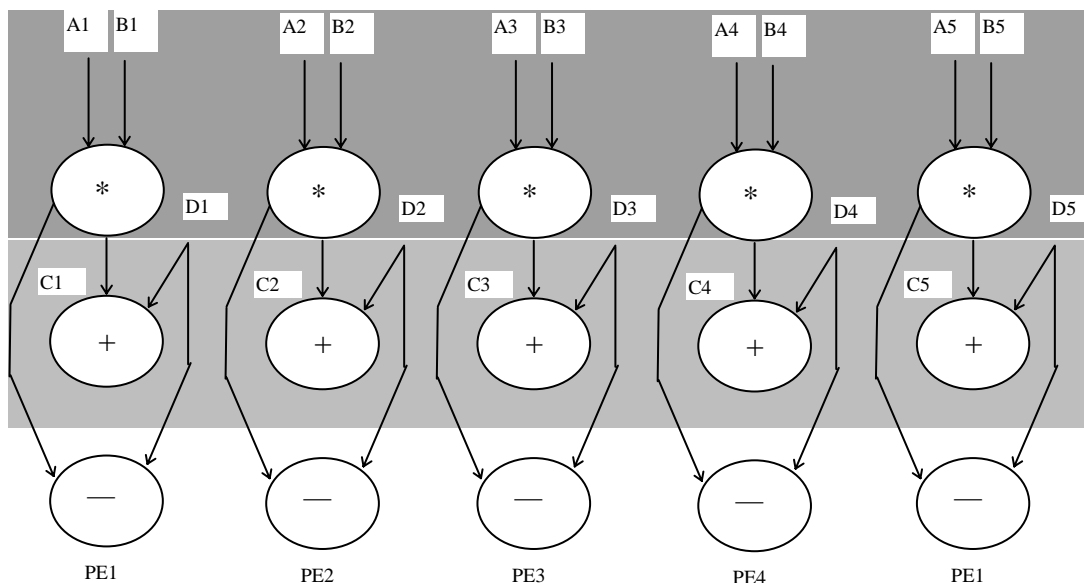 A1 B1 A2 B2 A3 B3 A4 B4 A5 B5
* * * * *
D1 D2 D3 D4 D5
C1 C2 C3 C4 C5
+ + + + +
— — — — —
PE1 PE2 PE3 PE4 PE1